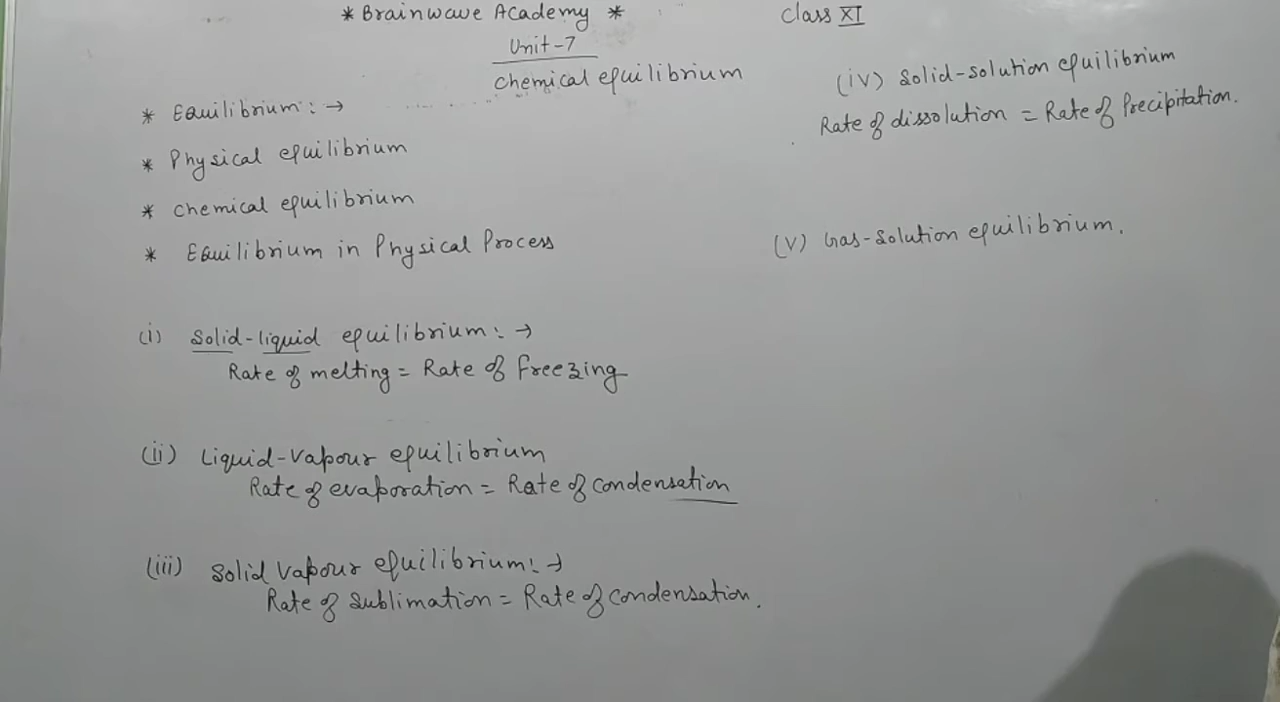 * Brainwave Academy *
Class XI
Unit-7
Chemical equilibrium
* Equilibrium : →
* Physical equilibrium
* Chemical equilibrium
* Equilibrium in Physical Process
(i) Solid-liquid equilibrium : →
Rate of melting = Rate of freezing
(ii) Liquid-Vapour equilibrium
Rate of evaporation = Rate of condensation
(iii) Solid Vapour equilibrium : →
Rate of Sublimation = Rate of condensation.
(iv) Solid-solution equilibrium
Rate of dissolution = Rate of Precipitation.
(V) Gas-Solution equilibrium.